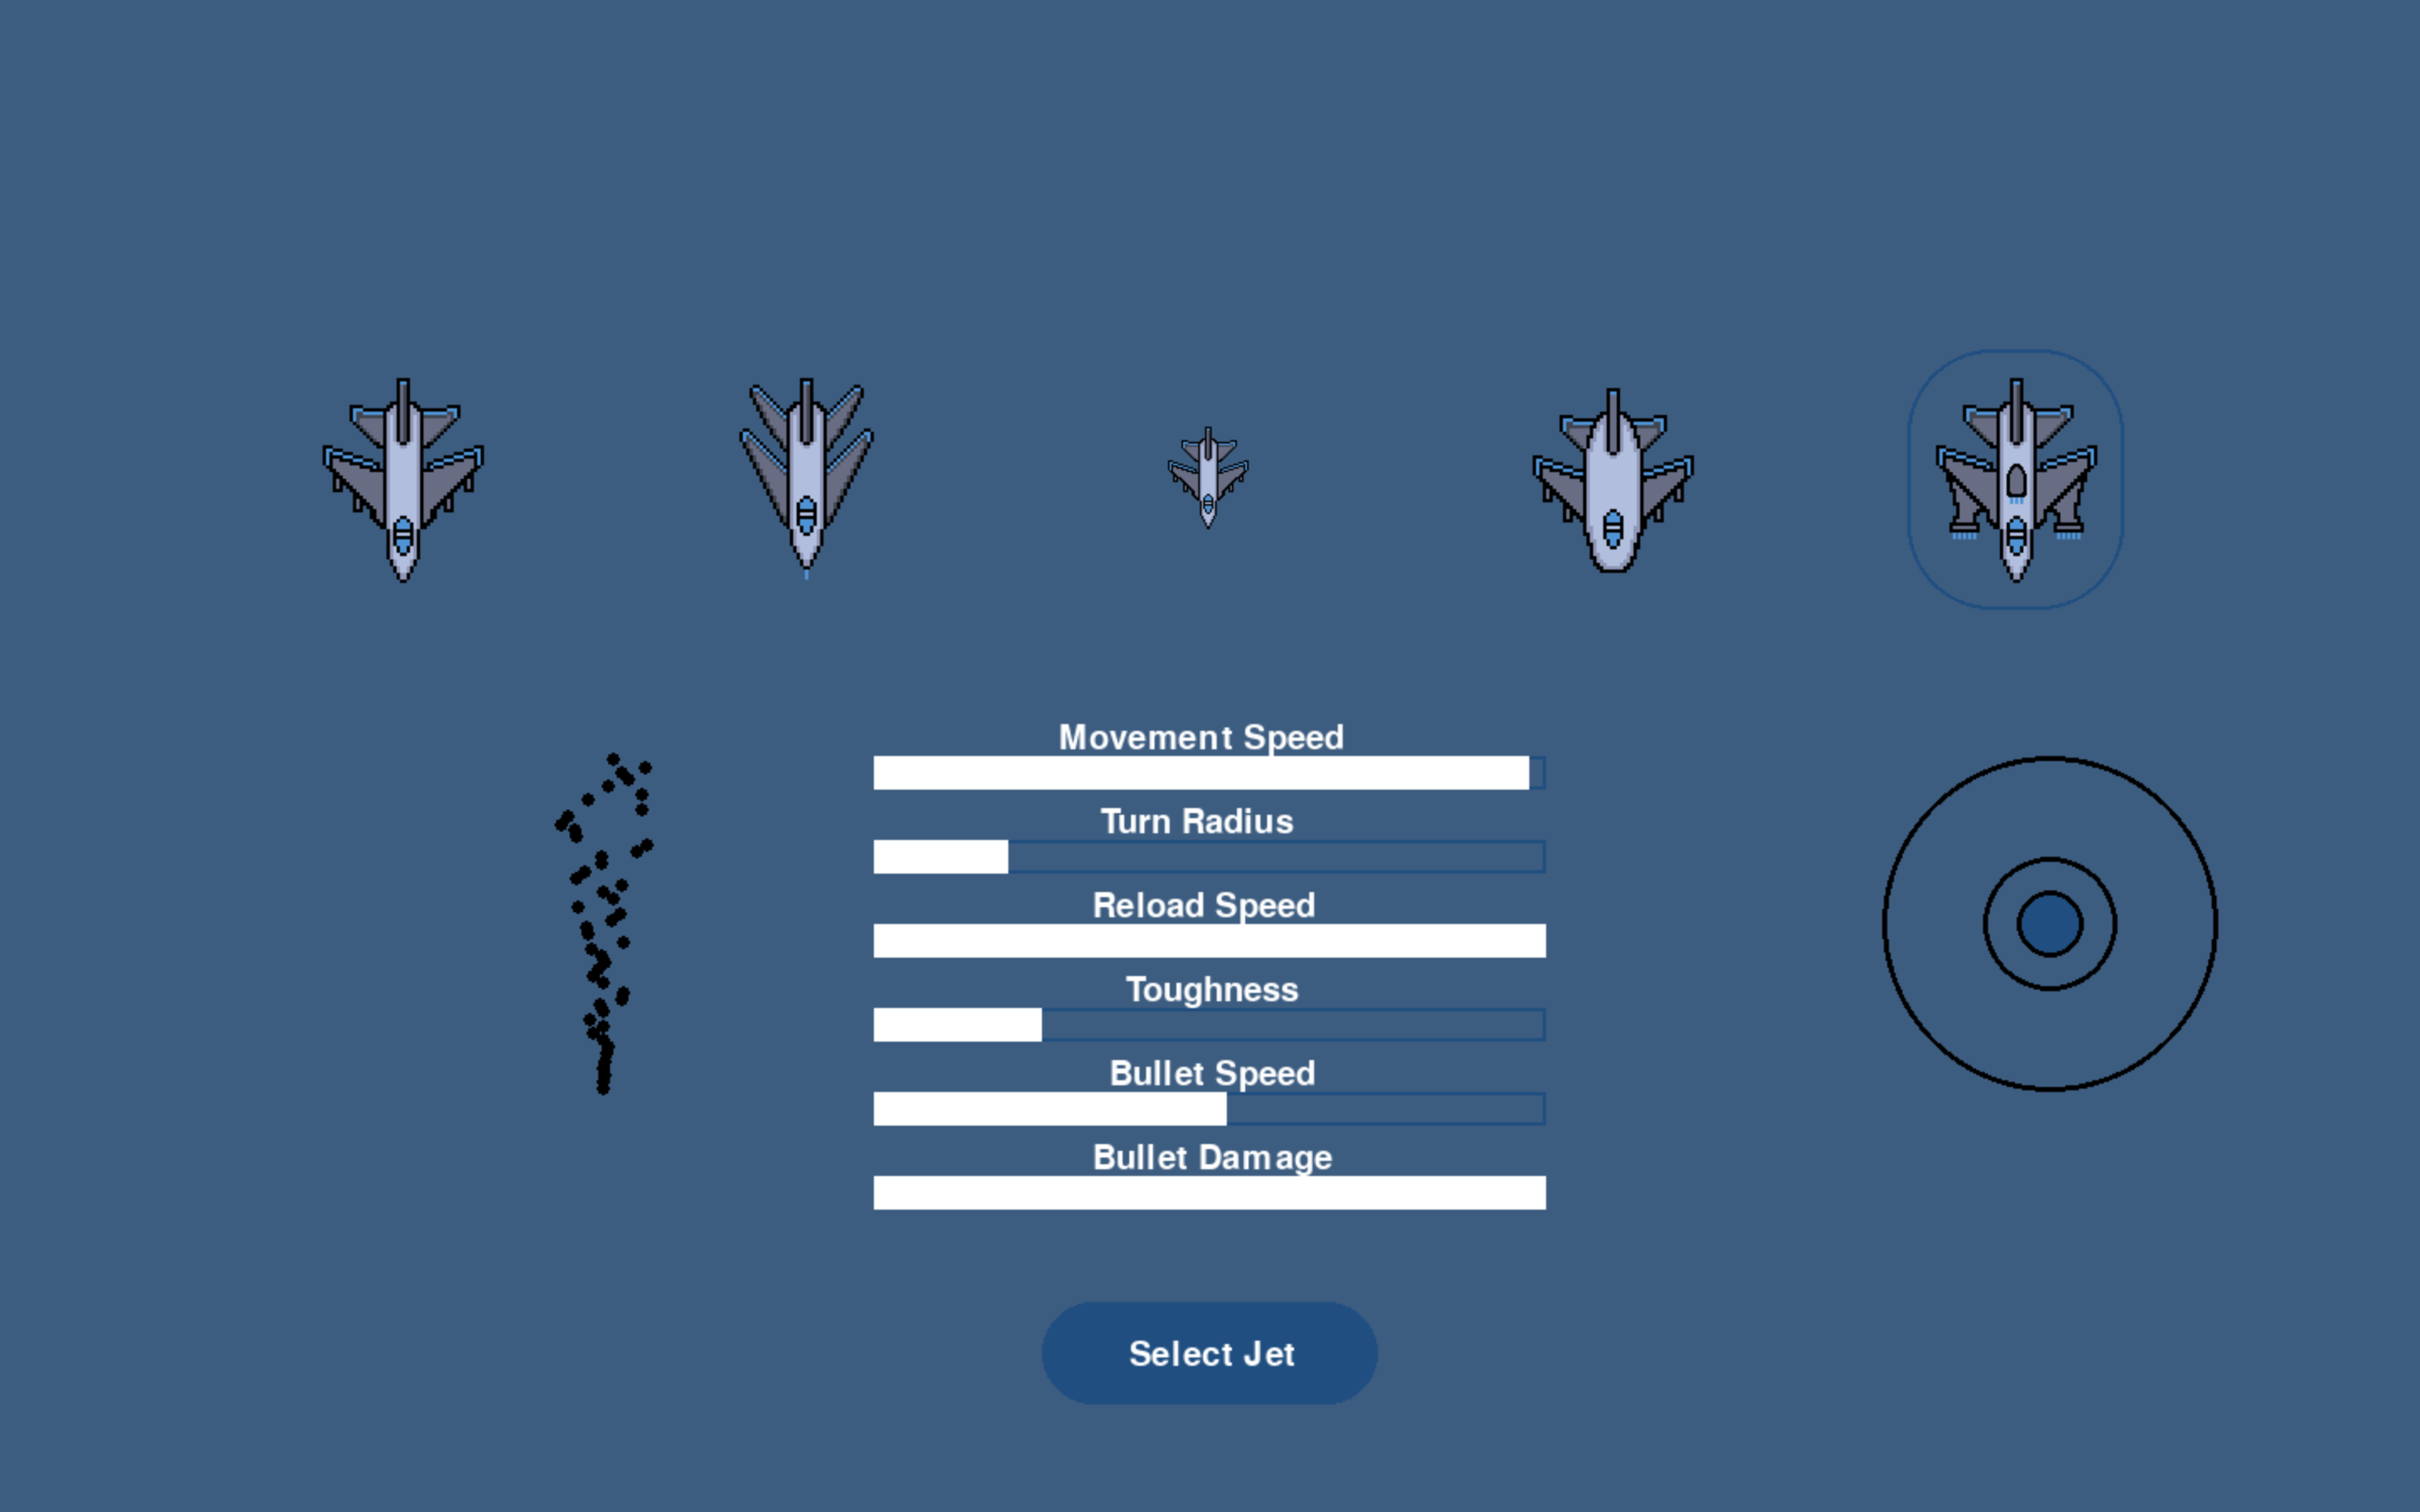 Movement Speed
Turn Radius
Reload Speed
Toughness
Bullet Speed
Bullet Damage
Select Jet